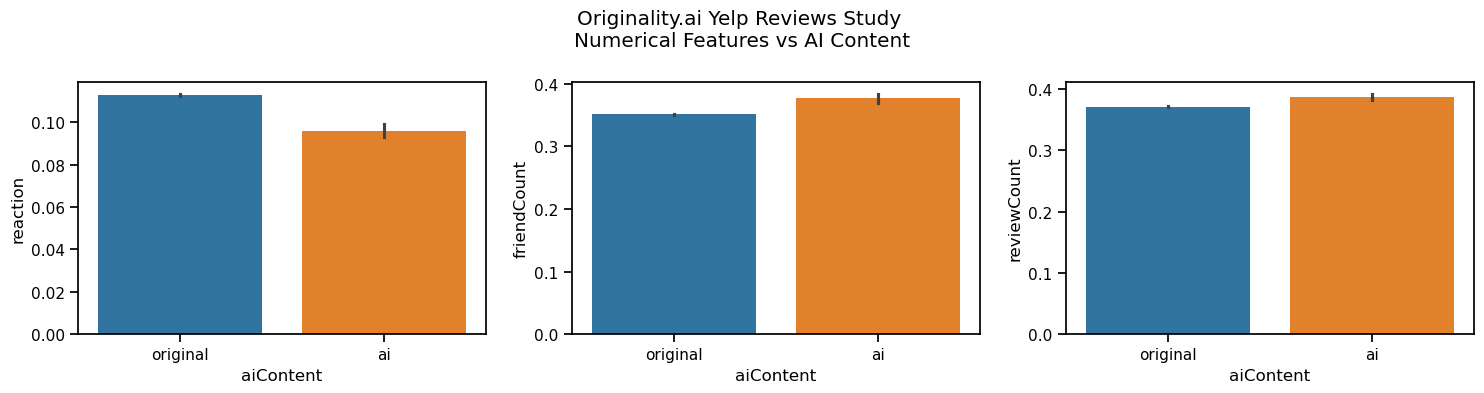 Originality.ai Yelp Reviews Study
Numerical Features vs AI Content
reaction
0.10
0.08
0.06
0.04
0.02
0.00
original
ai
aiContent
friendCount
0.4
0.3
0.2
0.1
0.0
original
ai
aiContent
reviewCount
0.4
0.3
0.2
0.1
0.0
original
ai
aiContent